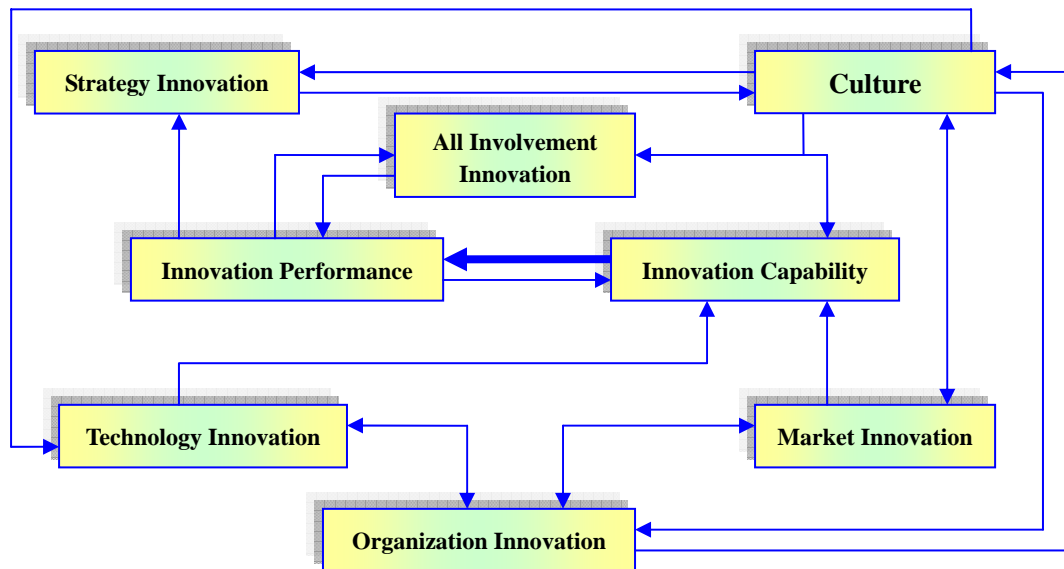 Strategy Innovation
Culture
All Involvement
Innovation
Innovation Performance
Innovation Capability
Technology Innovation
Market Innovation
Organization Innovation